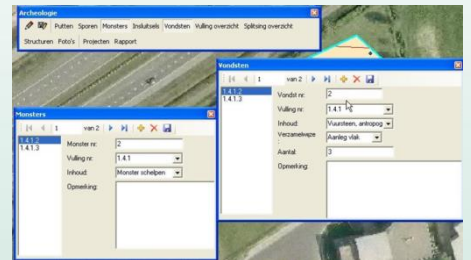 Archeologie
Putten Sporen Monsters Insluitsels Vondsten Vulling overzicht Splitsing overzicht
Structuren Foto's Projecten Rapport
Vondsten
1 van 2
1.4.1.2
1.4.1.3
Vondst nr: 2
Vulling nr: 1.4.1
Inhoud: Vuursteen, antropog
Verzamelwijze: Aanleg vlak
Aantal: 3
Opmerking:
Monsters
1 van 2
1.4.1.2
1.4.1.3
Monster nr: 2
Vulling nr: 1.4.1
Inhoud: Monster schelpen
Opmerking: